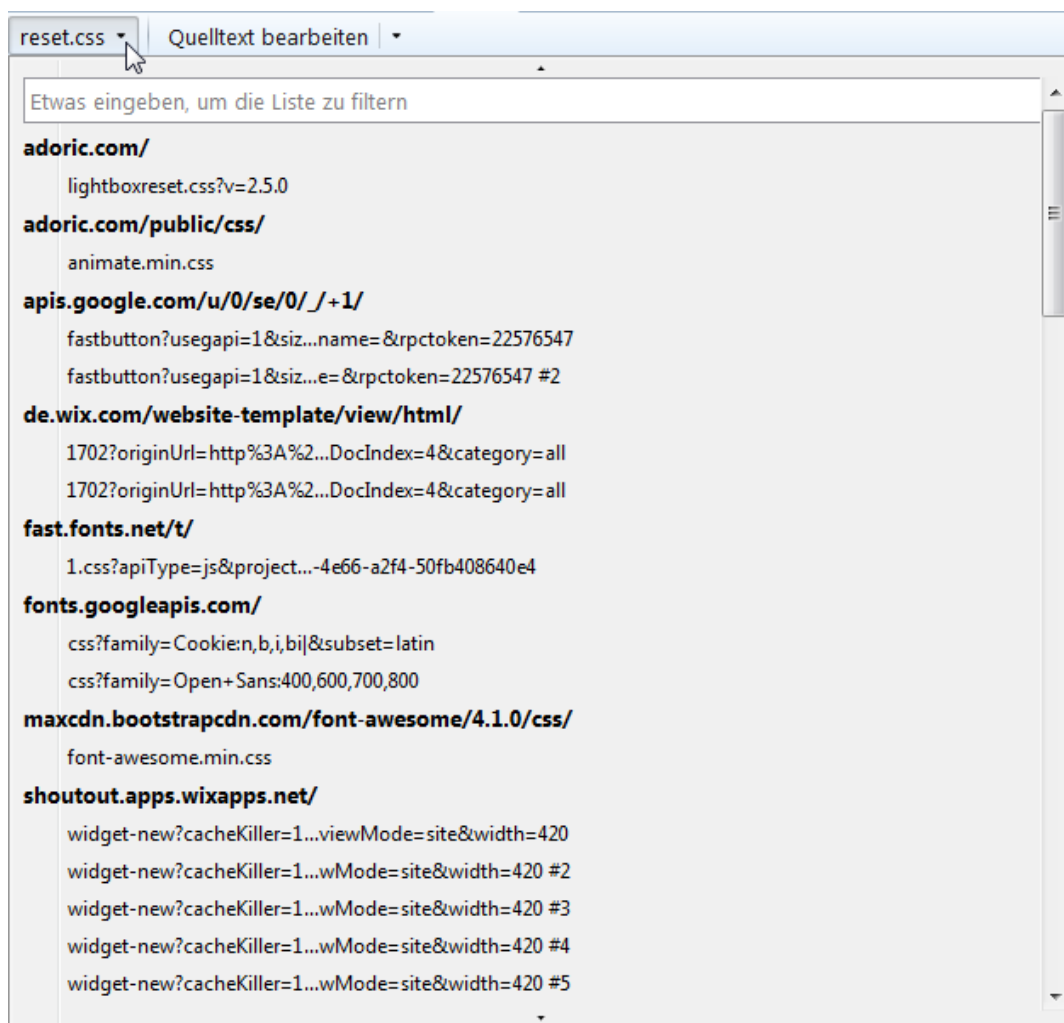 reset.css Quelltext bearbeiten
Etwas eingeben, um die Liste zu filtern
adoric.com/
lightboxreset.css?v=2.5.0
adoric.com/public/css/
animate.min.css
apis.google.com/u/0/se/0/_/+1/
fastbutton?usegapi=1&siz...name=&rpctoken=22576547
fastbutton?usegapi=1&siz...e=&rpctoken=22576547 #2
de.wix.com/website-template/view/html/
1702?originUrl=http%3A%2...DocIndex=4&category=all
1702?originUrl=http%3A%2...DocIndex=4&category=all
fast.fonts.net/t/
1.css?apiType=js&project...-4e66-a2f4-50fb408640e4
fonts.googleapis.com/
css?family=Cookie:n,b,i,bi|&subset=latin
css?family=Open+Sans:400,600,700,800
maxcdn.bootstrapcdn.com/font-awesome/4.1.0/css/
font-awesome.min.css
shoutout.apps.wixapps.net/
widget-new?cacheKiller=1...viewMode=site&width=420
widget-new?cacheKiller=1...wMode=site&width=420 #2
widget-new?cacheKiller=1...wMode=site&width=420 #3
widget-new?cacheKiller=1...wMode=site&width=420 #4
widget-new?cacheKiller=1...wMode=site&width=420 #5